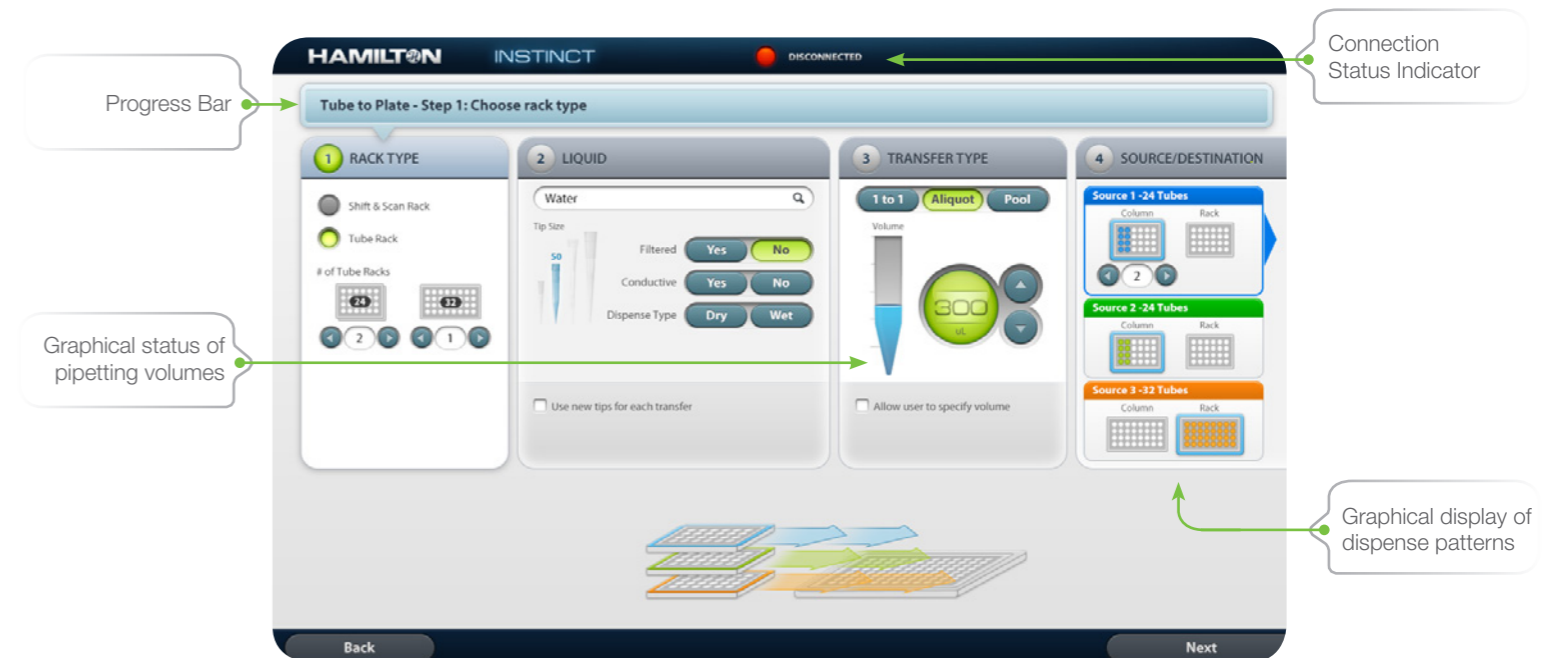 HAMILTON INSTINCT DISCONNECTED
Connection
Status Indicator
Progress Bar
Tube to Plate - Step 1: Choose rack type
1 RACK TYPE
Shift & Scan Rack
Tube Rack
# of Tube Racks
24 32
2 1
2 LIQUID
Water
Tip Size
50
Filtered Yes No
Conductive Yes No
Dispense Type Dry Wet
Use new tips for each transfer
3 TRANSFER TYPE
1 to 1 Aliquot Pool
Volume
300
uL
Allow user to specify volume
4 SOURCE/DESTINATION
Source 1 -24 Tubes
Column Rack
2
Source 2 -24 Tubes
Column Rack
Source 3 -32 Tubes
Column Rack
Graphical status of
pipetting volumes
Graphical display of
dispense patterns
Back Next